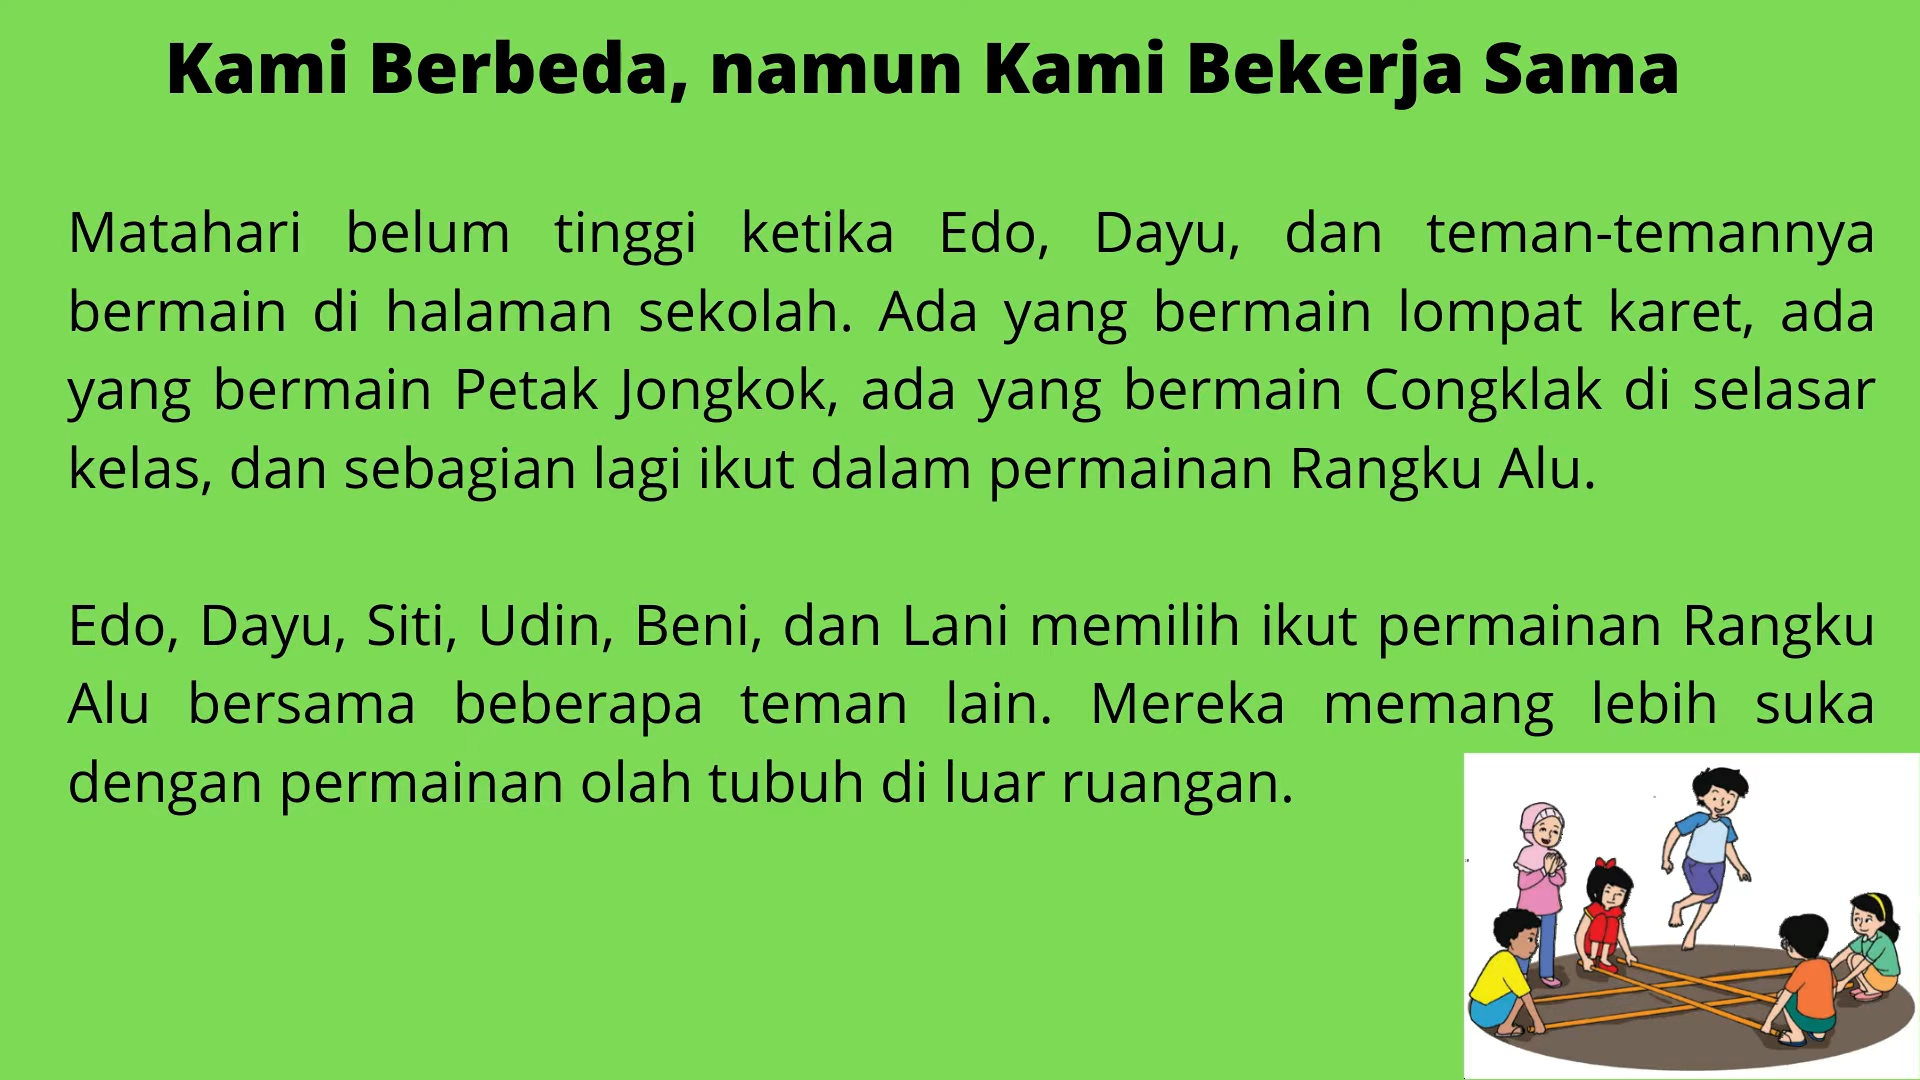 Kami Berbeda, namun Kami Bekerja Sama
Matahari belum tinggi ketika Edo, Dayu, dan teman-temannya
bermain di halaman sekolah. Ada yang bermain lompat karet, ada
yang bermain Petak Jongkok, ada yang bermain Congklak di selasar
kelas, dan sebagian lagi ikut dalam permainan Rangku Alu.
Edo, Dayu, Siti, Udin, Beni, dan Lani memilih ikut permainan Rangku
Alu bersama beberapa teman lain. Mereka memang lebih suka
dengan permainan olah tubuh di luar ruangan.